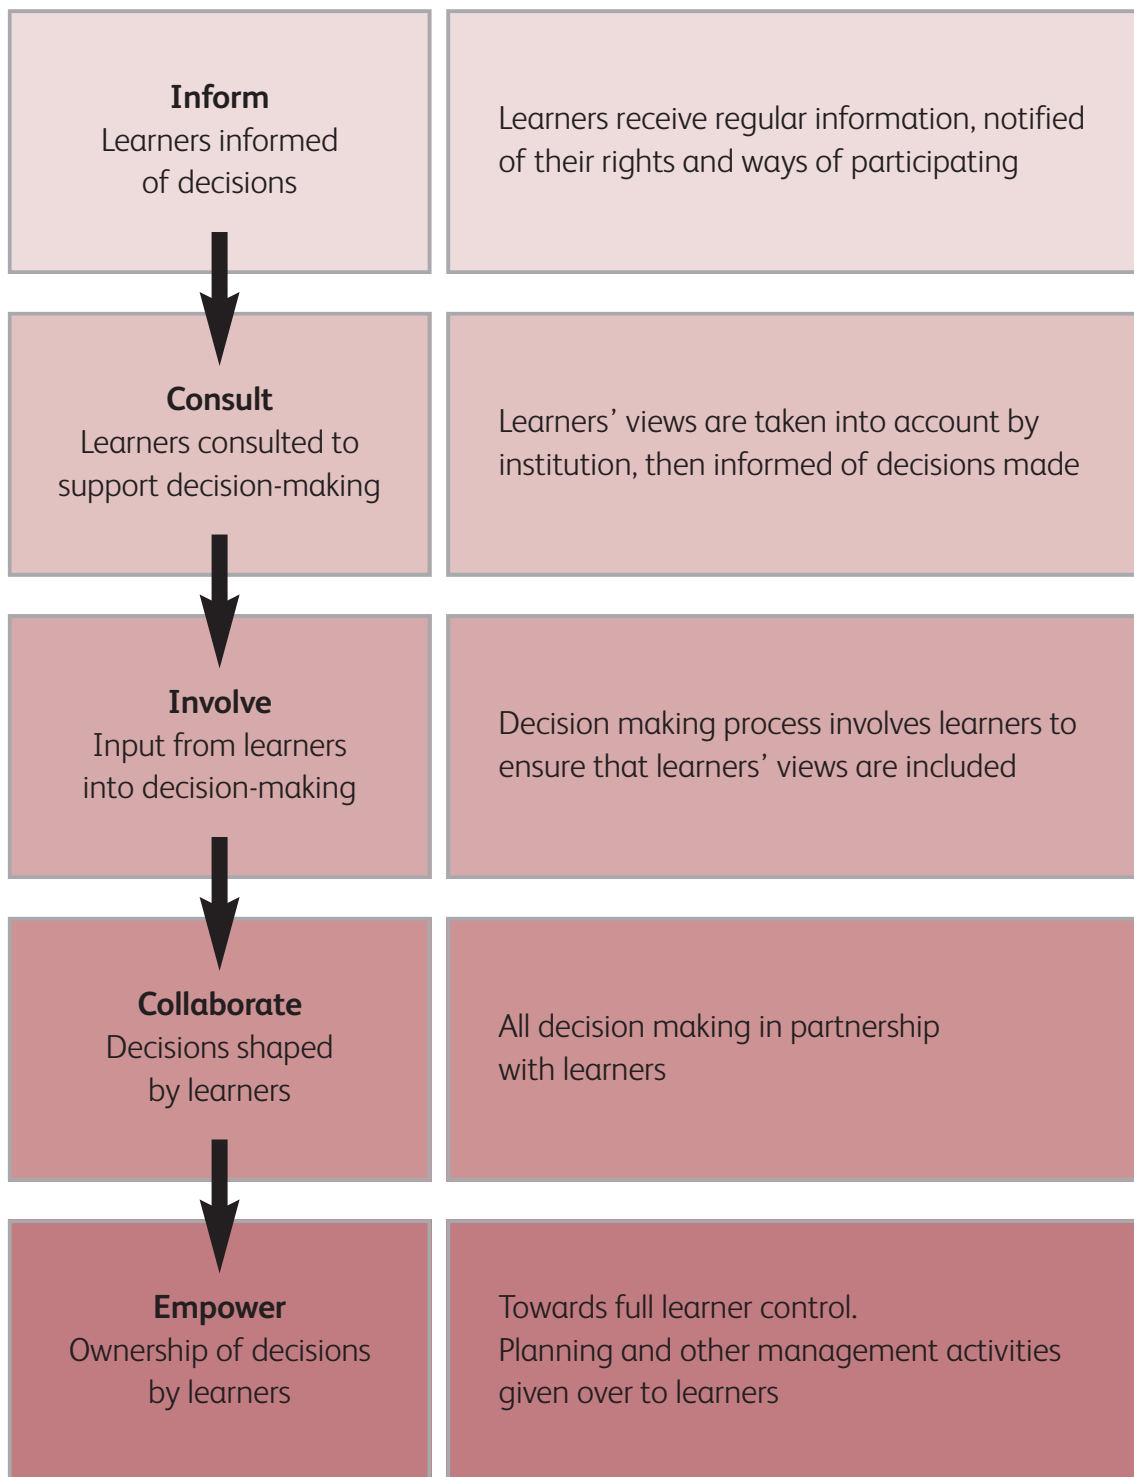 Inform
Learners informed
of decisions
Learners receive regular information, notified
of their rights and ways of participating
Consult
Learners consulted to
support decision-making
Learners’ views are taken into account by
institution, then informed of decisions made
Involve
Input from learners
into decision-making
Decision making process involves learners to
ensure that learners’ views are included
Collaborate
Decisions shaped
by learners
All decision making in partnership
with learners
Empower
Ownership of decisions
by learners
Towards full learner control.
Planning and other management activities
given over to learners